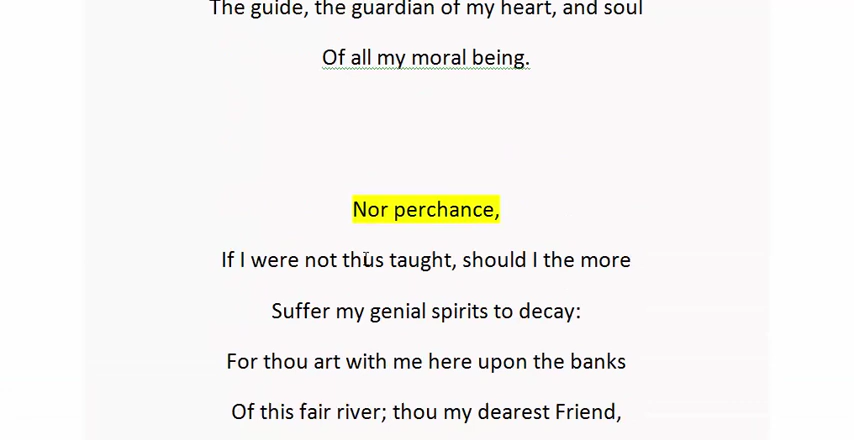 The guide, the guardian of my heart, and soul
Of all my moral being.
Nor perchance,
If I were not thus taught, should I the more
Suffer my genial spirits to decay:
For thou art with me here upon the banks
Of this fair river; thou my dearest Friend,